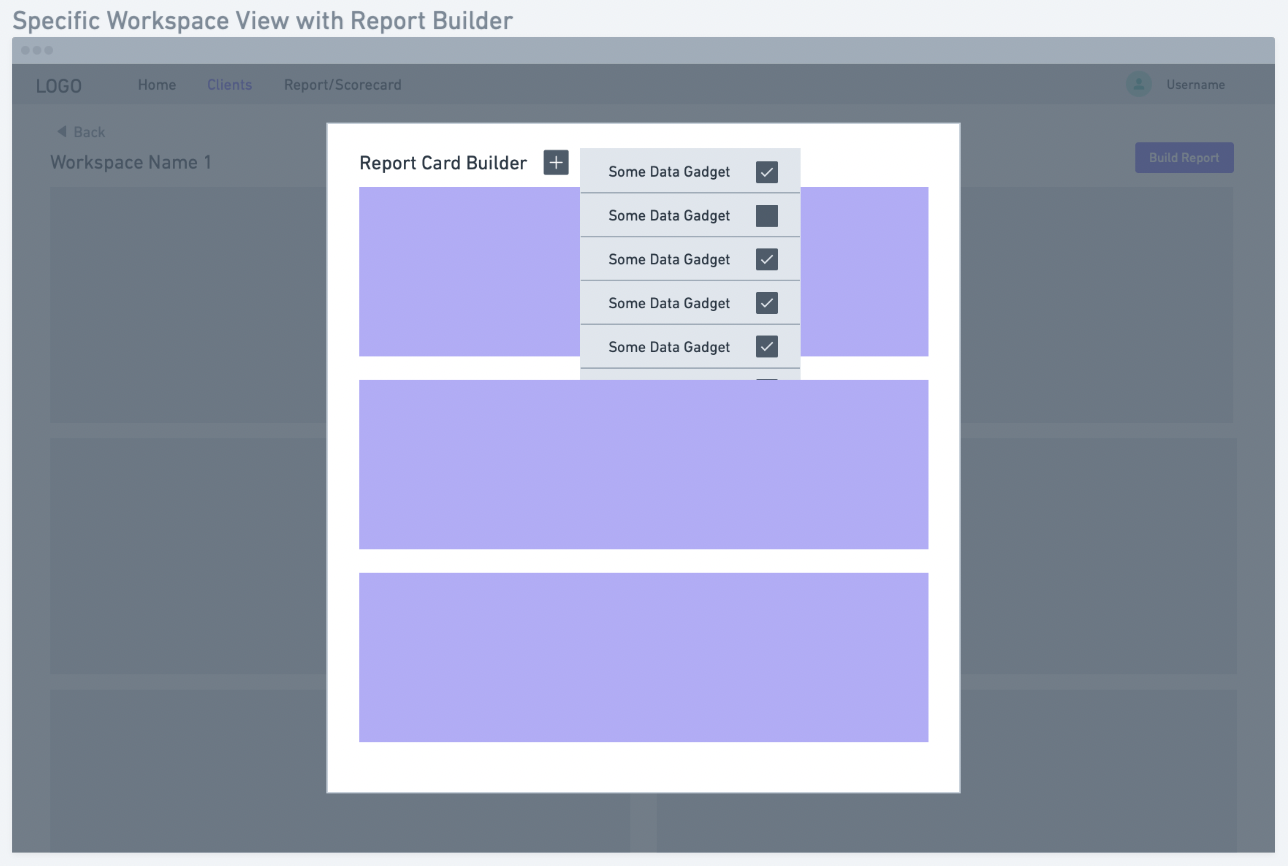 Specific Workspace View with Report Builder
LOGO
Home
Clients
Report/Scorecard
Username
Back
Workspace Name 1
Build Report
Report Card Builder
Some Data Gadget
Some Data Gadget
Some Data Gadget
Some Data Gadget
Some Data Gadget